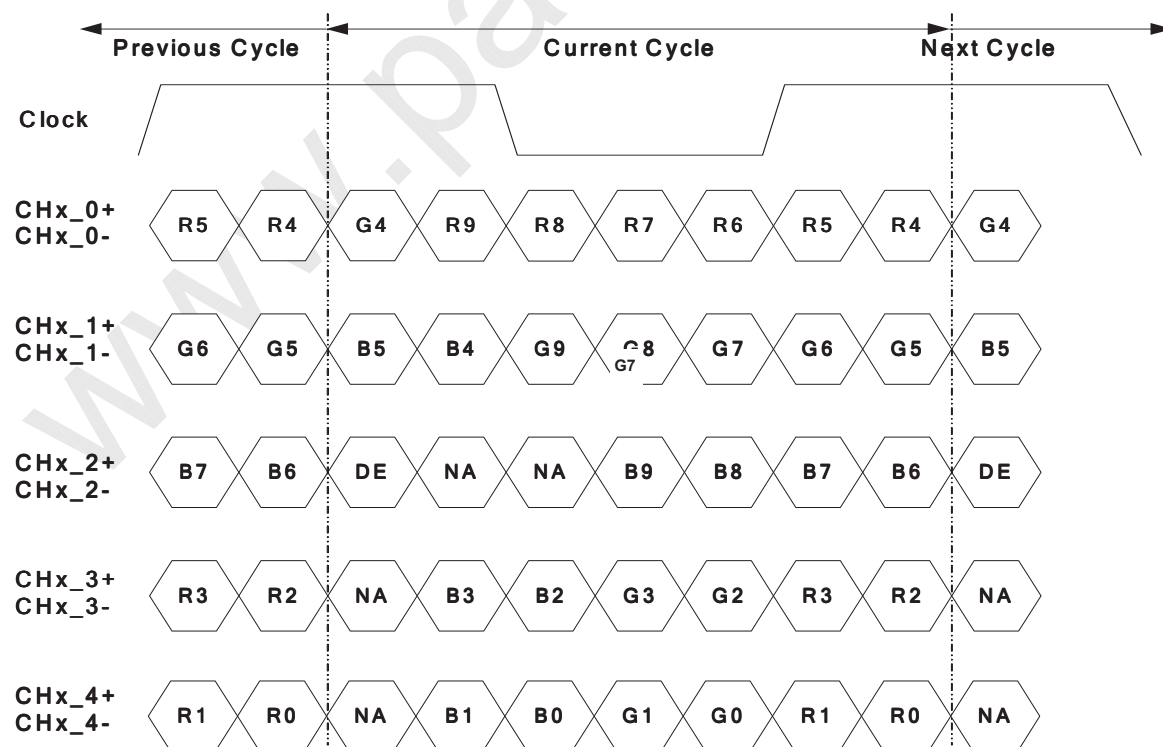 www.pa
Previous Cycle Current Cycle Next Cycle
Clock
CHx_0+
CHx_0-
R5 R4 G4 R9 R8 R7 R6 R5 R4 G4
CHx_1+
CHx_1-
G6 G5 B5 B4 G9 G8 G7 G6 G5 B5
G7
CHx_2+
CHx_2-
B7 B6 DE NA NA B9 B8 B7 B6 DE
CHx_3+
CHx_3-
R3 R2 NA B3 B2 G3 G2 R3 R2 NA
CHx_4+
CHx_4-
R1 R0 NA B1 B0 G1 G0 R1 R0 NA